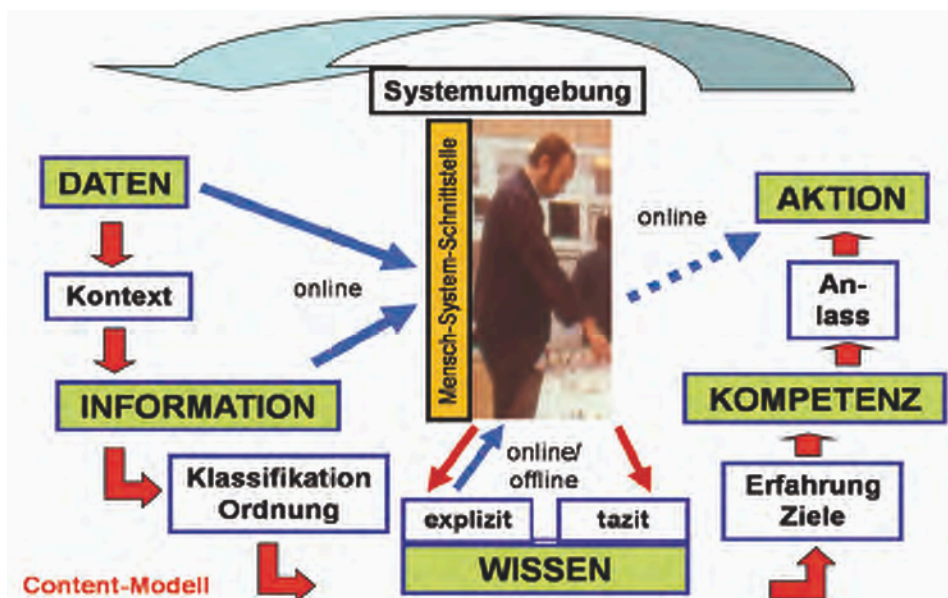 Systemumgebung
Mensch-System-Schnittstelle
DATEN
AKTION
online
online
Kontext
An-
lass
INFORMATION
KOMPETENZ
online/
offline
Klassifikation
Ordnung
Erfahrung
Ziele
explizit
tazit
WISSEN
Content-Modell